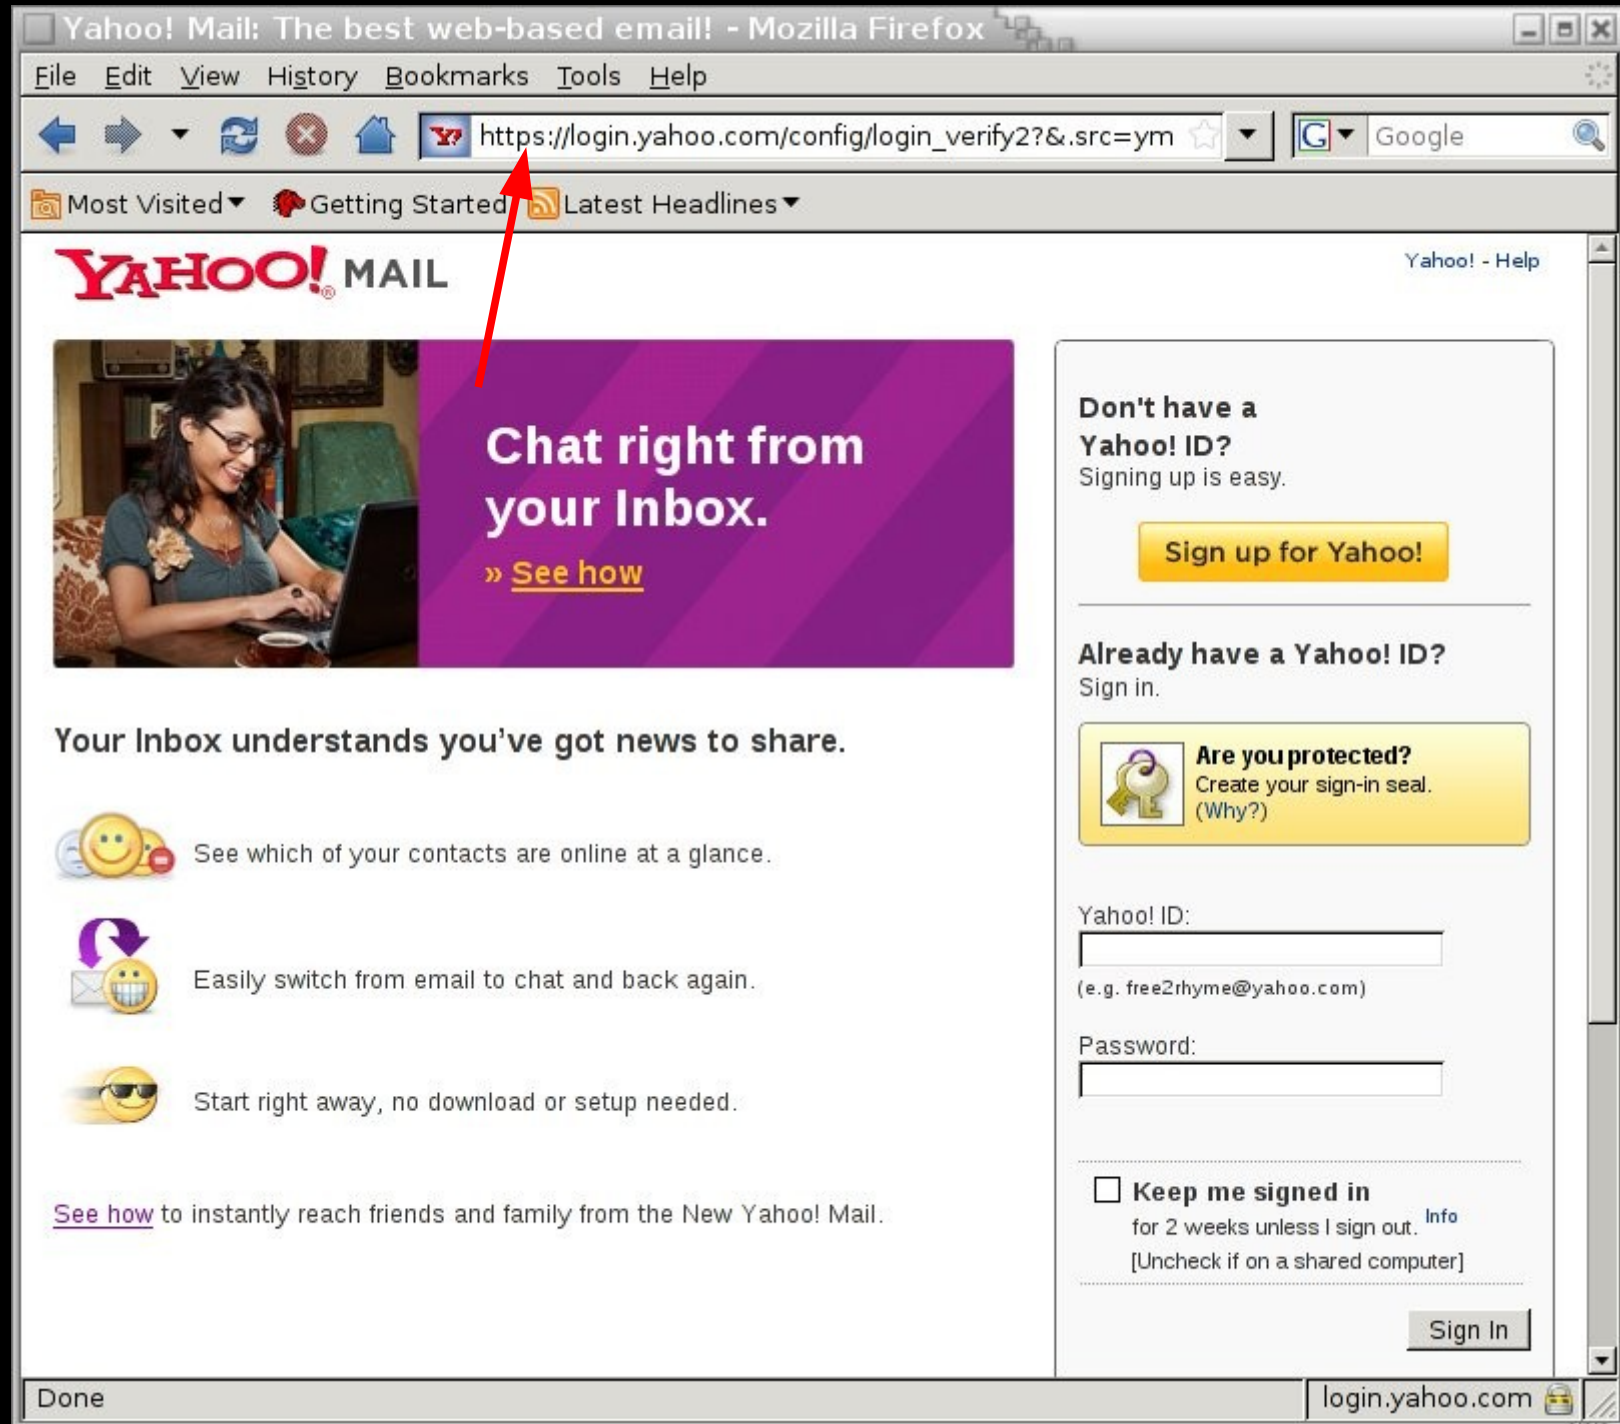 Yahoo! Mail: The best web-based email! - Mozilla Firefox
File Edit View History Bookmarks Tools Help
https://login.yahoo.com/config/login_verify2?&.src=ym
G Google
Most Visited Getting Started Latest Headlines
YAHOO!® MAIL
Yahoo! - Help
Chat right from
your Inbox.
» See how
Your Inbox understands you've got news to share.
See which of your contacts are online at a glance.
Easily switch from email to chat and back again.
Start right away, no download or setup needed.
See how to instantly reach friends and family from the New Yahoo! Mail.
Don't have a
Yahoo! ID?
Signing up is easy.
Sign up for Yahoo!
Already have a Yahoo! ID?
Sign in.
Are you protected?
Create your sign-in seal.
(Why?)
Yahoo! ID:
(e.g. free2rhyme@yahoo.com)
Password:
Keep me signed in
for 2 weeks unless I sign out. Info
[Uncheck if on a shared computer]
Sign In
Done
login.yahoo.com